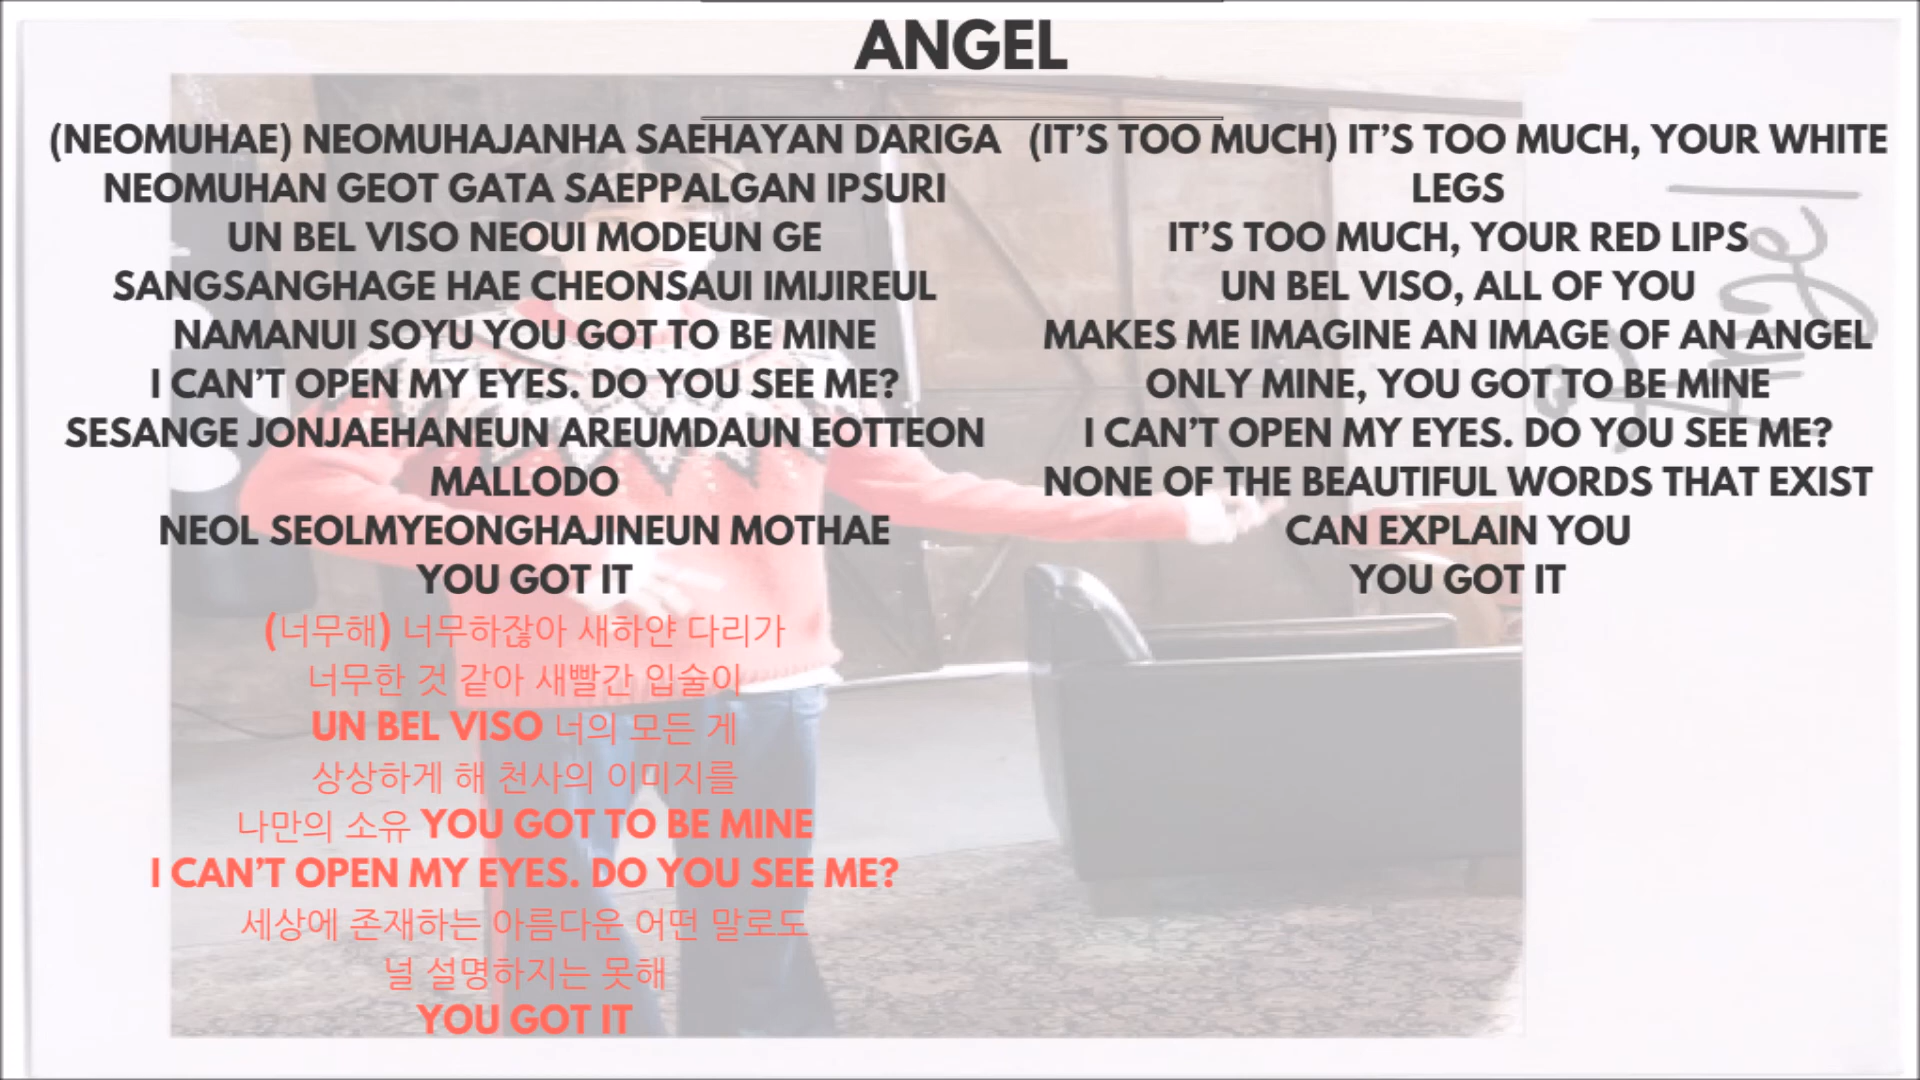 ANGEL
(NEOMUHAE) NEOMUHAJANHA SAEHAYAN DARIGA
NEOMUHAN GEOT GATA SAEPPALGAN IPSURI
UN BEL VISO NEOUI MODEUN GE
SANGSANGHAGE HAE CHEONSAUI IMIJIREUL
NAMANUI SOYU YOU GOT TO BE MINE
I CAN'T OPEN MY EYES. DO YOU SEE ME?
SESANGE JONJAEHANEUN AREUMDAUN EOTTEON
MALLODO
NEOL SEOLMYEONGHAJINEUN MOTHAE
YOU GOT IT
(너무해) 너무하잖아 새하얀 다리가
너무한 것 같아 새빨간 입술이
UN BEL VISO 너의 모든 게
상상하게 해 천사의 이미지를
나만의 소유 YOU GOT TO BE MINE
I CAN'T OPEN MY EYES. DO YOU SEE ME?
세상에 존재하는 아름다운 어떤 말로도
널 설명하지는 못해
YOU GOT IT
(IT'S TOO MUCH) IT'S TOO MUCH, YOUR WHITE
LEGS
IT'S TOO MUCH, YOUR RED LIPS
UN BEL VISO, ALL OF YOU
MAKES ME IMAGINE AN IMAGE OF AN ANGEL
ONLY MINE, YOU GOT TO BE MINE
I CAN'T OPEN MY EYES. DO YOU SEE ME?
NONE OF THE BEAUTIFUL WORDS THAT EXIST
CAN EXPLAIN YOU
YOU GOT IT
Angel